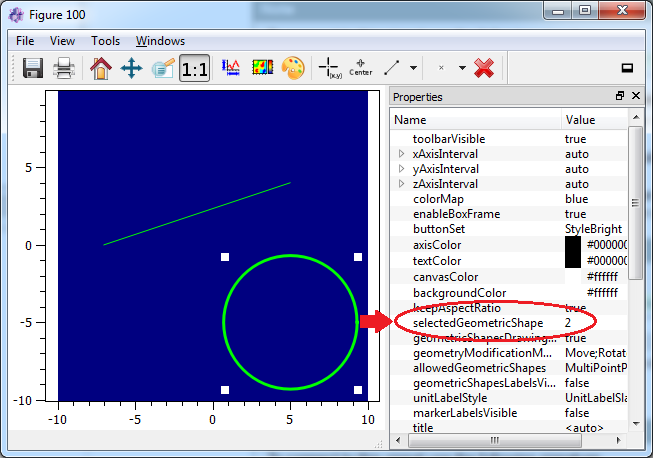 Figure 100
File View Tools Windows
1:1 [x,y] Center
5
0
-5
-10
-10 -5 0 5 10
Properties
Name Value
toolbarVisible true
xAxisInterval auto
yAxisInterval auto
zAxisInterval auto
colorMap blue
enableBoxFrame true
buttonSet StyleBright
axisColor #000000
textColor #000000
canvasColor #ffffff
backgroundColor #ffffff
keepAspectRatio true
selectedGeometricShape 2
geometricShapesDrawing... true
geometryModificationM... Move;Rotat
allowedGeometricShapes MultiPointP
geometricShapesLabelsVi... false
unitLabelStyle UnitLabelSla
markerLabelsVisible false
title <auto>